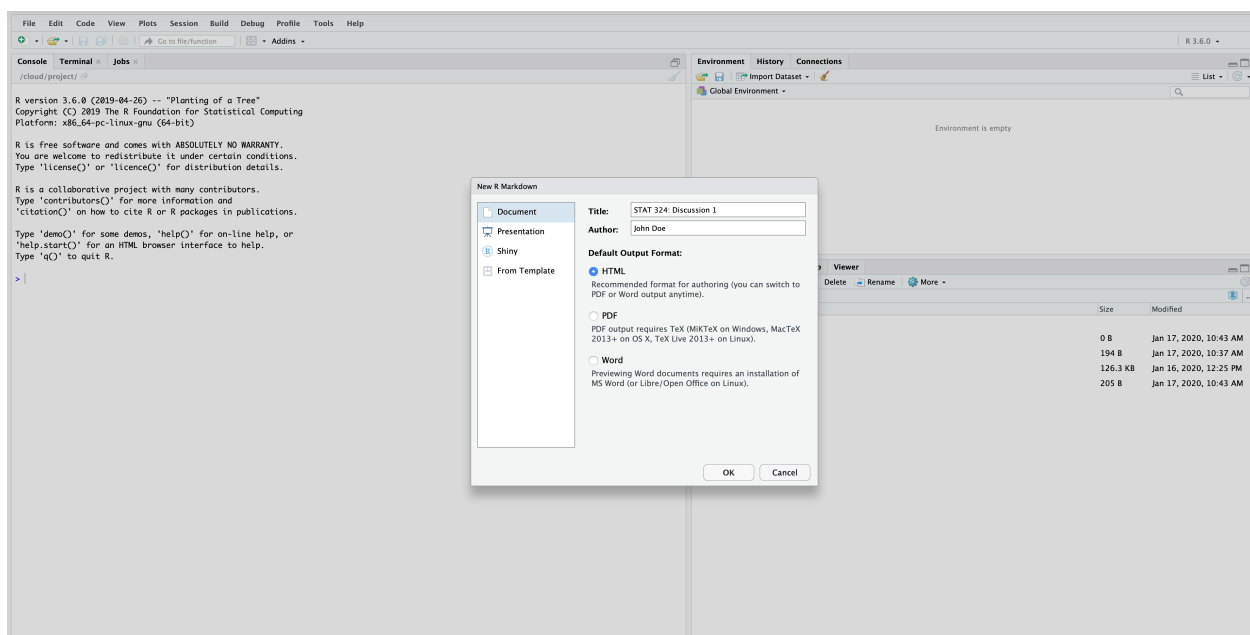 File Edit Code View Plots Session Build Debug Profile Tools Help
Go to file/function Addins R 3.6.0
Console Terminal Jobs
/cloud/project/
R version 3.6.0 (2019-04-26) -- "Planting of a Tree"
Copyright (C) 2019 The R Foundation for Statistical Computing
Platform: x86_64-pc-linux-gnu (64-bit)
R is free software and comes with ABSOLUTELY NO WARRANTY.
You are welcome to redistribute it under certain conditions.
Type 'license()' or 'licence()' for distribution details.
R is a collaborative project with many contributors.
Type 'contributors()' for more information and
'citation()' on how to cite R or R packages in publications.
Type 'demo()' for some demos, 'help()' for on-line help, or
'help.start()' for an HTML browser interface to help.
Type 'q()' to quit R.
>
Environment History Connections
Import Dataset List
Global Environment
Environment is empty
New R Markdown
Document
Presentation
Shiny
From Template
Title: STAT 324: Discussion 1
Author: John Doe
Default Output Format:
HTML
Recommended format for authoring (you can switch to
PDF or Word output anytime).
PDF
PDF output requires TeX (MiKTeX on Windows, MacTeX
2013+ on OS X, TeX Live 2013+ on Linux).
Word
Previewing Word documents requires an installation of
MS Word (or Libre/Open Office on Linux).
OK Cancel
Viewer
Delete Rename More
Size Modified
0 B Jan 17, 2020, 10:43 AM
194 B Jan 17, 2020, 10:37 AM
126.3 KB Jan 16, 2020, 12:25 PM
205 B Jan 17, 2020, 10:43 AM